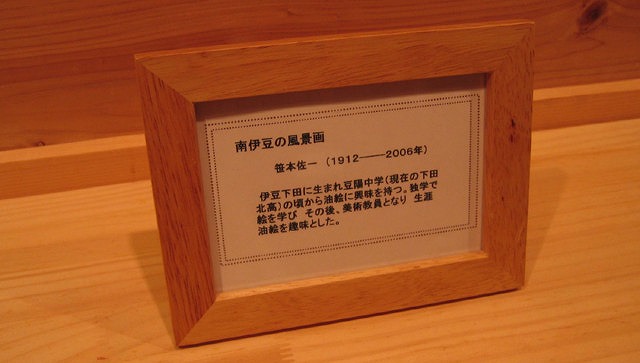 南伊豆の風景画
笹本佐一 （1912――2006年）
伊豆下田に生まれ豆陽中学（現在の下田
北高）の頃から油絵に興味を持つ。独学で
絵を学び その後、美術教員となり 生涯
油絵を趣味とした。